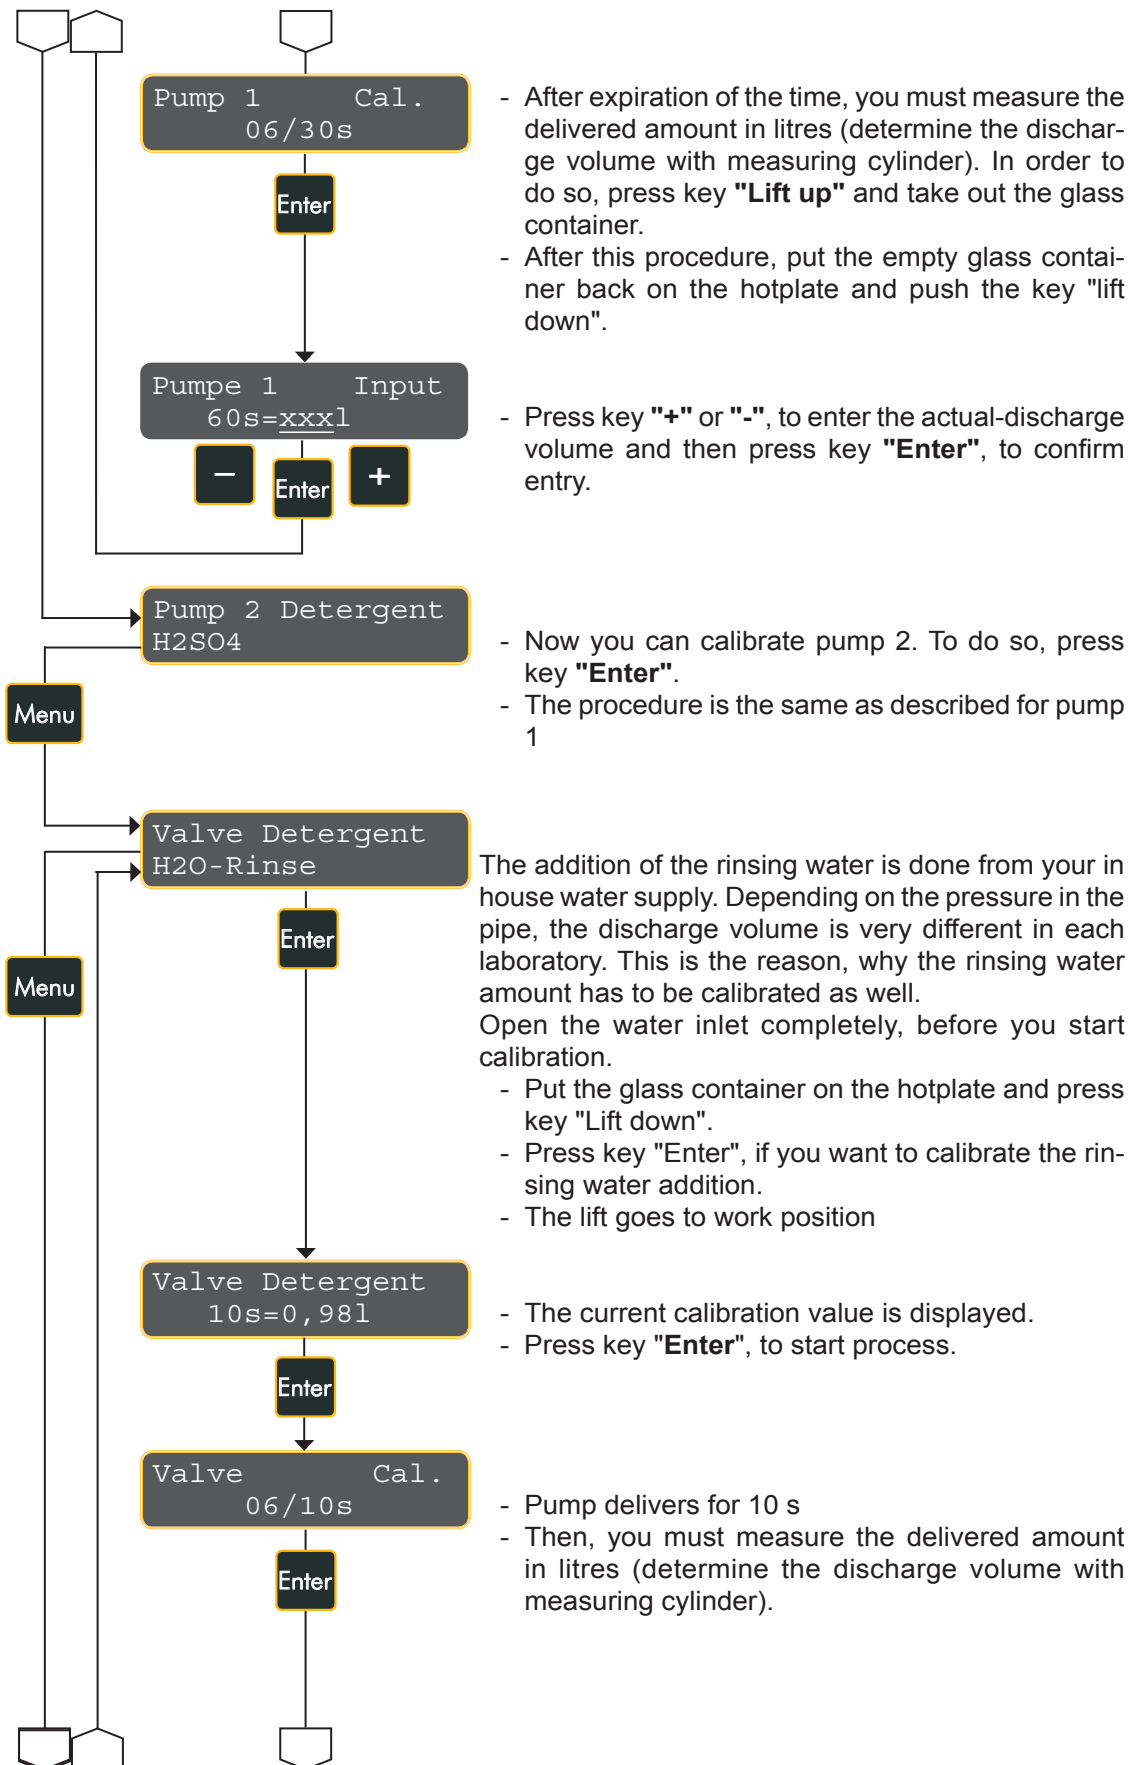 Pump 1 Cal.
06/30s
Enter
- After expiration of the time, you must measure the
delivered amount in litres (determine the dischar-
ge volume with measuring cylinder). In order to
do so, press key "Lift up" and take out the glass
container.
- After this procedure, put the empty glass contai-
ner back on the hotplate and push the key "lift
down".
Pumpe 1 Input
60s=xxxl
- Enter +
- Press key "+" or "-", to enter the actual-discharge
volume and then press key "Enter", to confirm
entry.
Pump 2 Detergent
H2SO4
Menu
- Now you can calibrate pump 2. To do so, press
key "Enter".
- The procedure is the same as described for pump
1
Valve Detergent
H2O-Rinse
Enter
Menu
The addition of the rinsing water is done from your in
house water supply. Depending on the pressure in the
pipe, the discharge volume is very different in each
laboratory. This is the reason, why the rinsing water
amount has to be calibrated as well.
Open the water inlet completely, before you start
calibration.
- Put the glass container on the hotplate and press
key "Lift down".
- Press key "Enter", if you want to calibrate the rin-
sing water addition.
- The lift goes to work position
Valve Detergent
10s=0,98l
Enter
- The current calibration value is displayed.
- Press key "Enter", to start process.
Valve Cal.
06/10s
Enter
- Pump delivers for 10 s
- Then, you must measure the delivered amount
in litres (determine the discharge volume with
measuring cylinder).